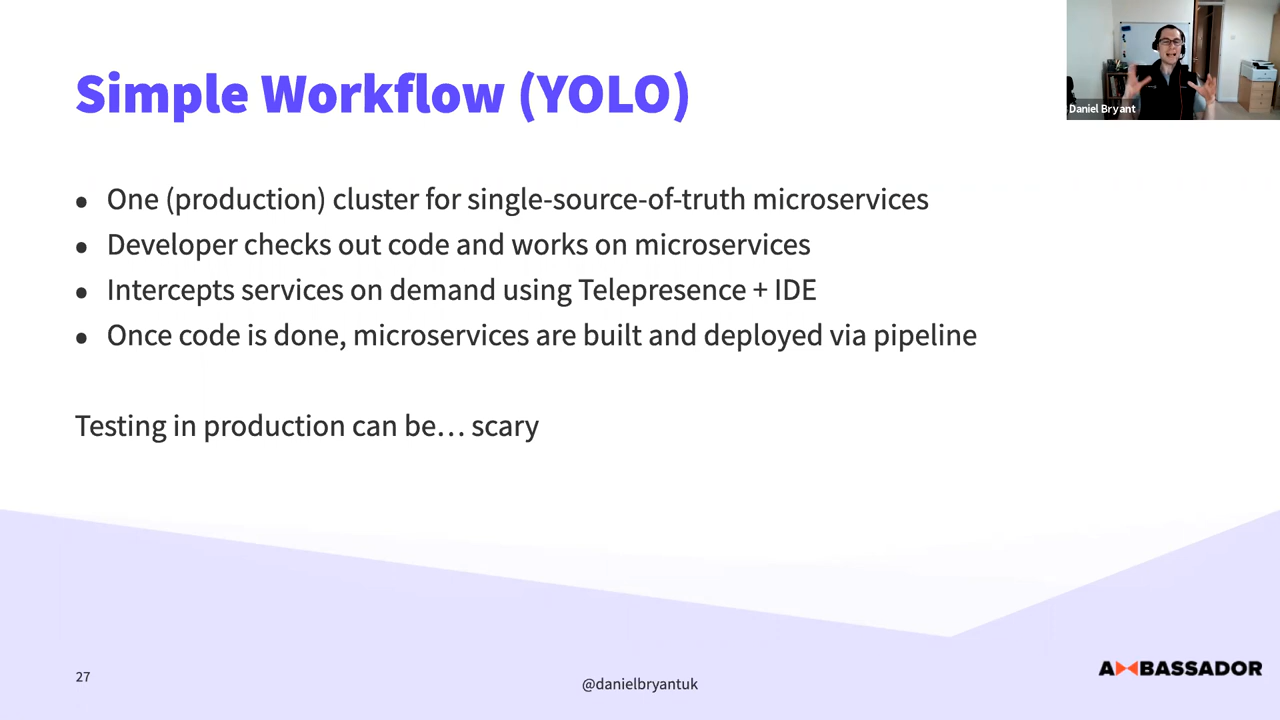 Simple Workflow (YOLO)
Daniel Bryant
● One (production) cluster for single-source-of-truth microservices
● Developer checks out code and works on microservices
● Intercepts services on demand using Telepresence + IDE
● Once code is done, microservices are built and deployed via pipeline
Testing in production can be… scary
27
@danielbryantuk
AMBASSADOR